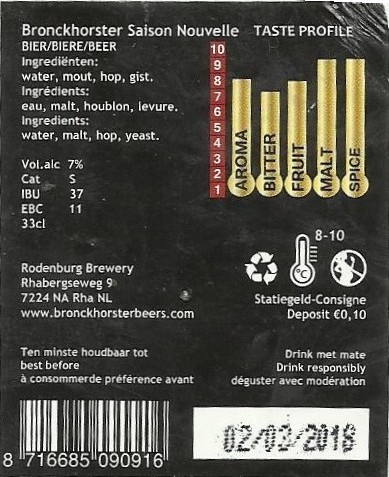 Bronckhorster Saison Nouvelle
BIER/BIERE/BEER
Ingrediënten:
water, mout, hop, gist.
Ingrédients:
eau, malt, houblon, levure.
Ingredients:
water, malt, hop, yeast.
Vol.alc 7%
Cat S
IBU 37
EBC 11
33cl
TASTE PROFILE
10
9
8
7
6
5
4
3
2
1
AROMA
BITTER
FRUIT
MALT
SPICE
8-10
°C
Rodenburg Brewery
Rhabergseweg 9
7224 NA Rha NL
www.bronckhorsterbeers.com
Statiegeld-Consigne
Deposit €0,10
Ten minste houdbaar tot
best before
à consommerde préférence avant
Drink met mate
Drink responsibly
déguster avec modération
8 716685 090916
02/03/2018